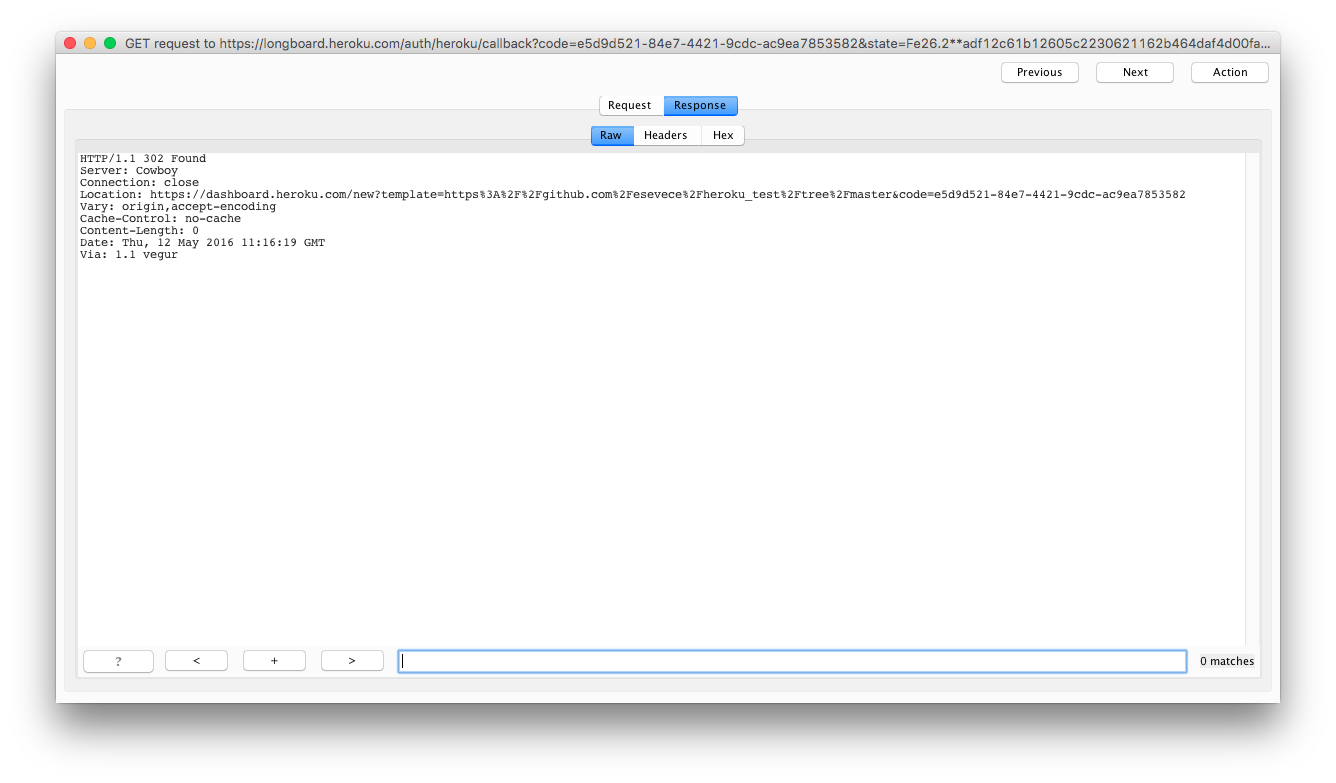 GET request to https://longboard.heroku.com/auth/heroku/callback?code=e5d9d521-84e7-4421-9cdc-ac9ea7853582&state=Fe26.2**adf12c61b12605c2230621162b464daf4d00fa...
Previous Next Action
Request Response
Raw Headers Hex
HTTP/1.1 302 Found
Server: Cowboy
Connection: close
Location: https://dashboard.heroku.com/new?template=https%3A%2F%2Fgithub.com%2Fesevece%2Fheroku_test%2Ftree%2Fmaster&code=e5d9d521-84e7-4421-9cdc-ac9ea7853582
Vary: origin,accept-encoding
Cache-Control: no-cache
Content-Length: 0
Date: Thu, 12 May 2016 11:16:19 GMT
Via: 1.1 vegur
? < + > 0 matches